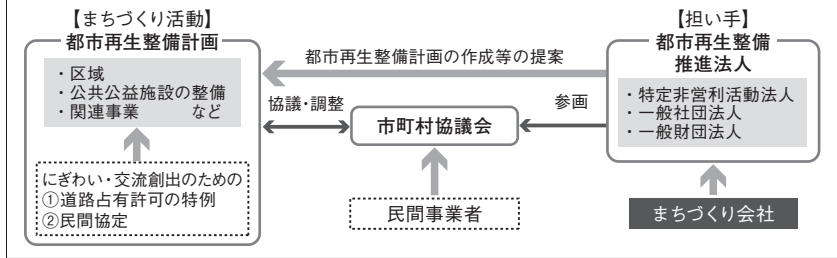 【まちづくり活動】
都市再生整備計画
・区域
・公共公益施設の整備
・関連事業　など
にぎわい・交流創出のための
①道路占有許可の特例
②民間協定
都市再生整備計画の作成等の提案
協議・調整
市町村協議会
参画
民間事業者
【担い手】
都市再生整備
推進法人
・特定非営利活動法人
・一般社団法人
・一般財団法人
まちづくり会社